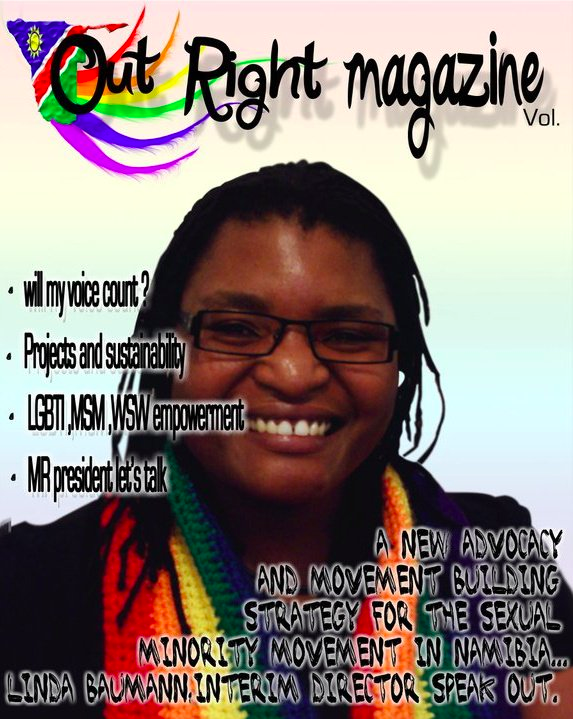 Out Right magazine
Vol.
• will my voice count ?
• Projects and sustainability
• LGBTI ,MSM ,WSW empowerment
• MR president let's talk
A NEW ADVOCACY
AND MOVEMENT BUILDING
STRATEGY FOR THE SEXUAL
MINORITY MOVEMENT IN NAMIBIA...
LINDA BAUMANN.INTERIM DIRECTOR SPEAK OUT.